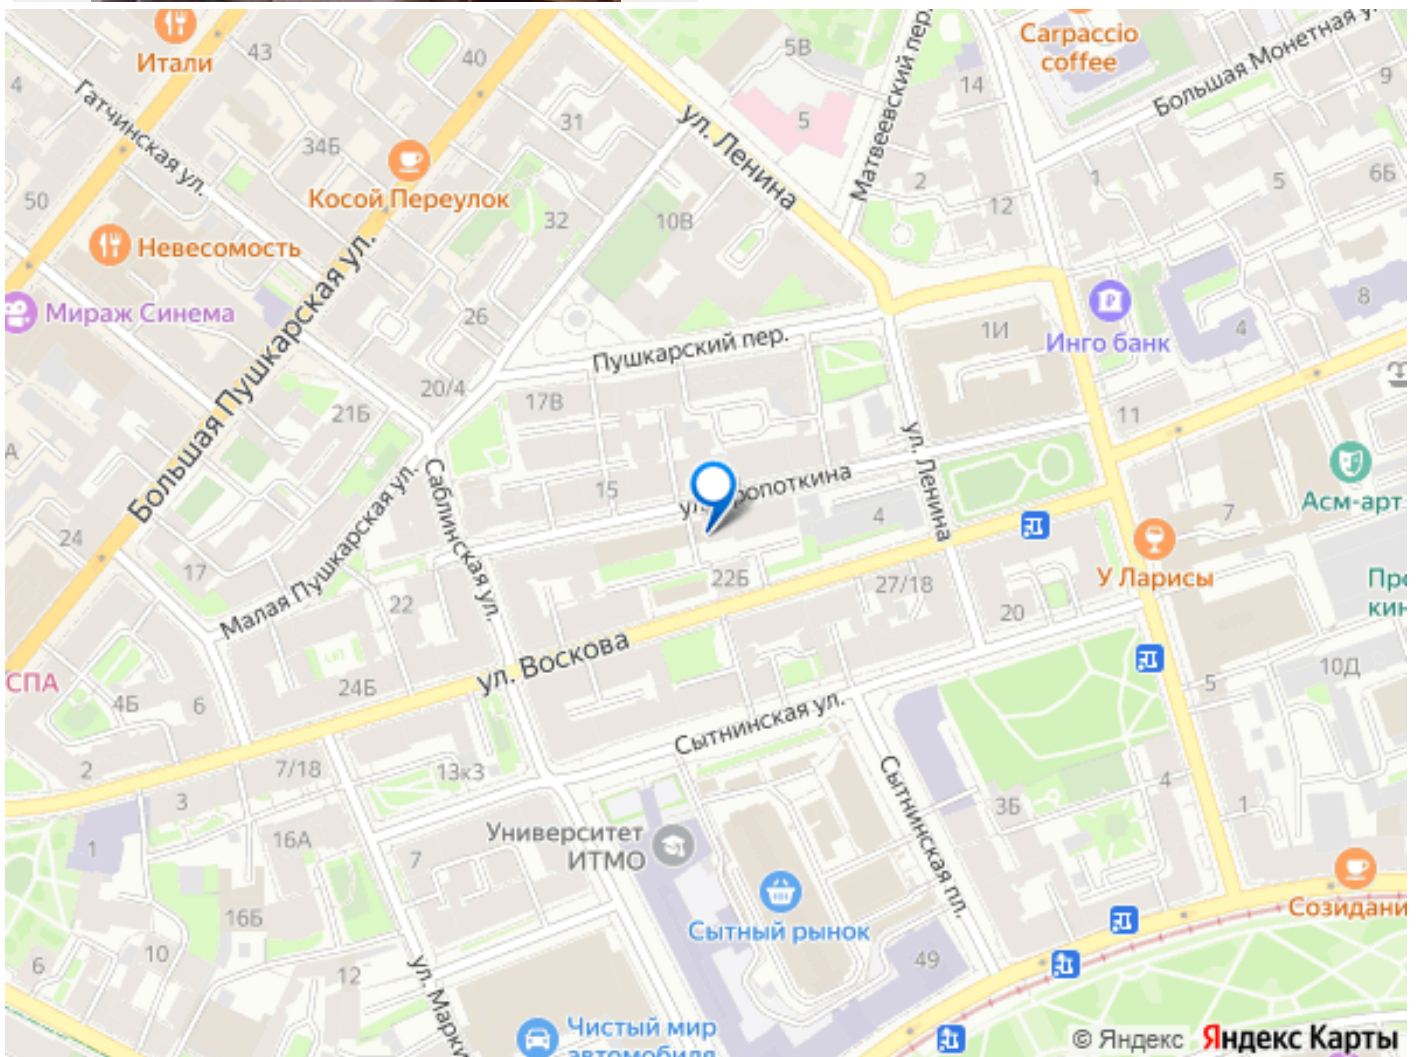 Итали
43
40
5В
Carpaccio
coffee
Большая Монетная у
9
4
Гатчинская ул.
34Б
31
ул. Ленина
5
Матвеевский пер.
14
50
Косой Переулок
32
10В
2
12
1
5
6Б
Невесомость
Большая Пушкарская ул.
Мираж Синема
26
Пушкарский пер.
1И
Инго банк
4
8
20/4
21Б
17В
11
А
Малая Пушкарская ул.
Саблинская ул.
15
ул. Кропоткина
ул. Ленина
Асм-арт
24
4
7
17
22
22Б
27/18
У Ларисы
20
Про
кин
СПА
4Б
6
24Б
ул. Воскова
5
10Д
Сытнинская ул.
2
7/18
13к3
3
Сытнинская пл.
3Б
4
1
1
16А
7
Университет
ИТМО
Сытный рынок
Созидани
16Б
10
6
12
ул. Марки
49
Чистый мир
автомобиля
© Яндекс Яндекс Карты